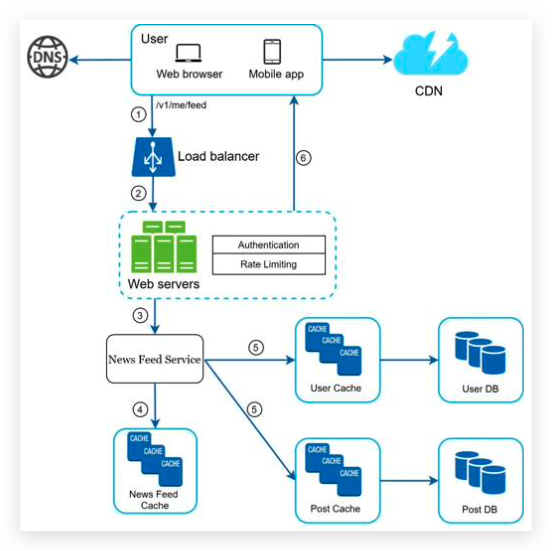 User
DNS
Web browser
Mobile app
CDN
① /v1/me/feed
Load balancer
⑥
②
Authentication
Rate Limiting
Web servers
③
News Feed Service
⑤
CACHE
CACHE
CACHE
User Cache
User DB
④
⑤
CACHE
CACHE
CACHE
News Feed
Cache
CACHE
CACHE
CACHE
Post Cache
Post DB